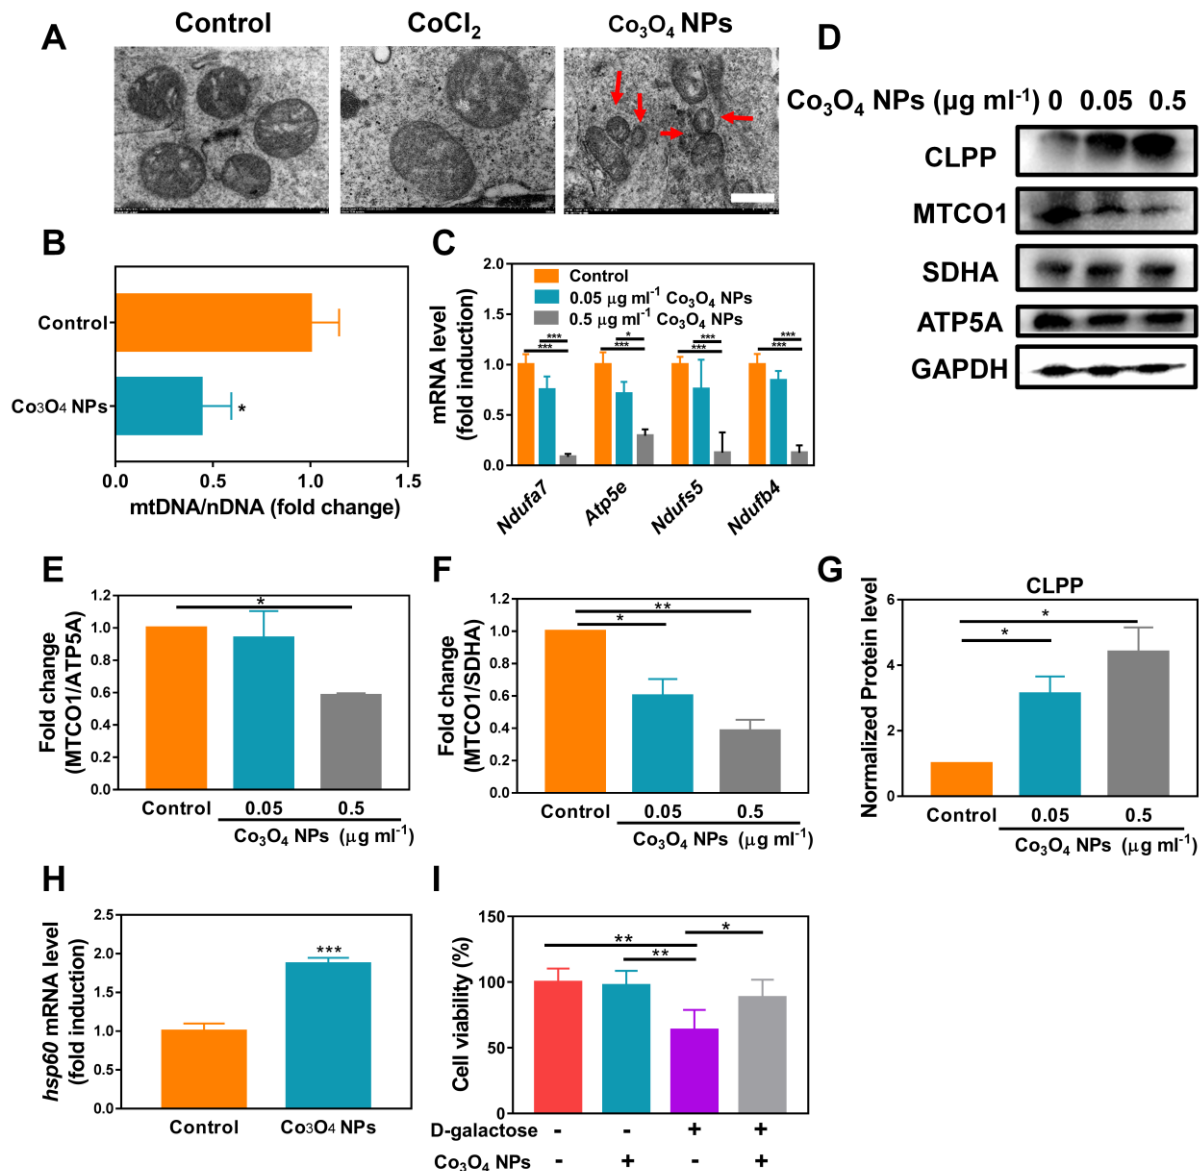 A
Control
CoCl2
Co3O4 NPs
B
Control
Co3O4 NPs
*
0.0 0.5 1.0 1.5
mtDNA/nDNA (fold change)
C
mRNA level
(fold induction)
2.0
1.5
1.0
0.5
0.0
Control
0.05 μg ml-1 Co3O4 NPs
0.5 μg ml-1 Co3O4 NPs
*** * *** ***
*** *** *** ***
Ndufa7 Atp5e Ndufs5 Ndufb4
D
Co3O4 NPs (μg ml-1) 0 0.05 0.5
CLPP
MTCO1
SDHA
ATP5A
GAPDH
E
Fold change
(MTCO1/ATP5A)
1.2
1.0
0.8
0.6
0.4
0.2
0.0
*
Control 0.05 0.5
Co3O4 NPs (μg ml-1)
F
Fold change
(MTCO1/SDHA)
1.2
1.0
0.8
0.6
0.4
0.2
0.0
**
*
Control 0.05 0.5
Co3O4 NPs (μg ml-1)
G
CLPP
Normalized Protein level
6
4
2
0
*
*
Control 0.05 0.5
Co3O4 NPs (μg ml-1)
H
hsp60 mRNA level
(fold induction)
2.5
2.0
1.5
1.0
0.5
0.0
***
Control Co3O4 NPs
I
Cell viability (%)
150
100
50
0
** *
**
D-galactose - - + +
Co3O4 NPs - + - +